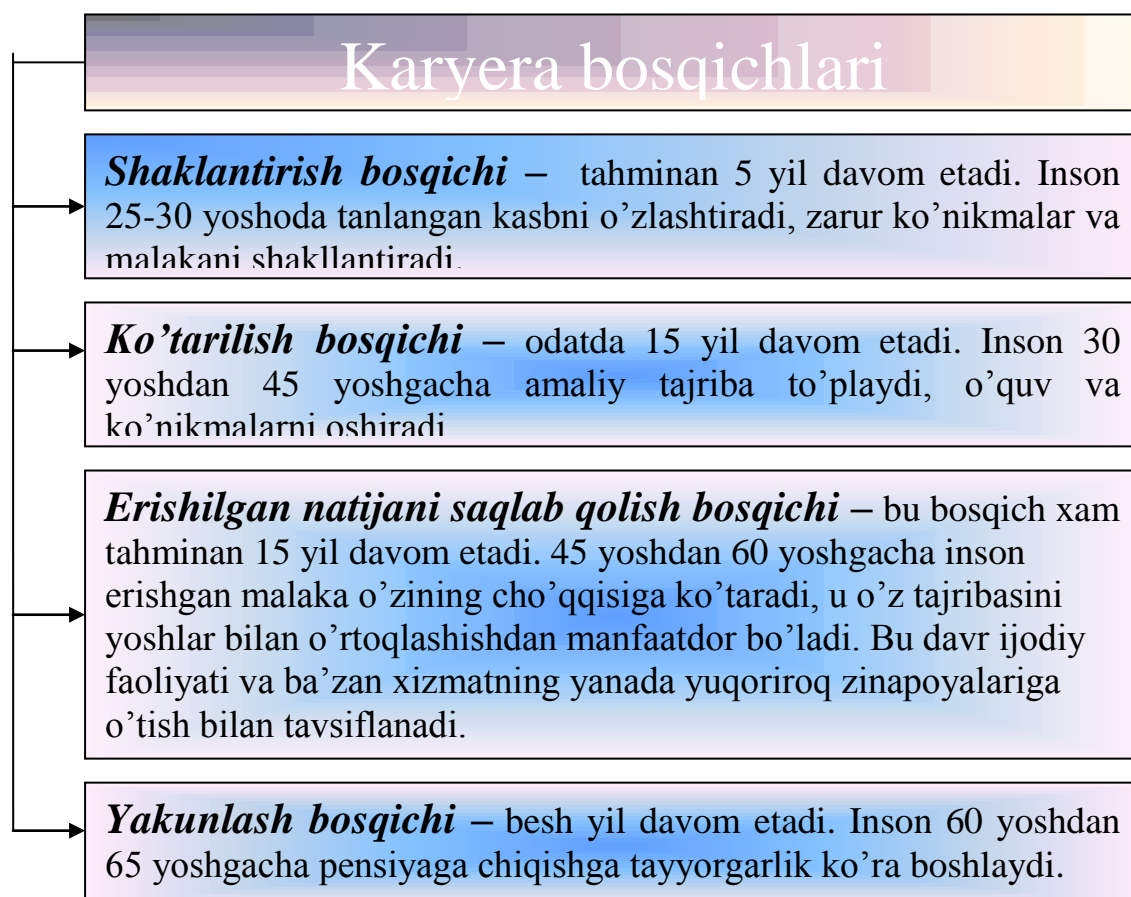 Karyera bosqichlari
Shaklantirish bosqichi – tahminan 5 yil davom etadi. Inson
25-30 yoshoda tanlangan kasbni o’zlashtiradi, zarur ko’nikmalar va
malakani shakllantiradi.
Ko’tarilish bosqichi – odatda 15 yil davom etadi. Inson 30
yoshdan 45 yoshgacha amaliy tajriba to’playdi, o’quv va
ko’nikmalarni oshiradi
Erishilgan natijani saqlab qolish bosqichi – bu bosqich xam
tahminan 15 yil davom etadi. 45 yoshdan 60 yoshgacha inson
erishgan malaka o’zining cho’qqisiga ko’taradi, u o’z tajribasini
yoshlar bilan o’rtoqlashishdan manfaatdor bo’ladi. Bu davr ijodiy
faoliyati va ba’zan xizmatning yanada yuqoriroq zinapoyalariga
o’tish bilan tavsiflanadi.
Yakunlash bosqichi – besh yil davom etadi. Inson 60 yoshdan
65 yoshgacha pensiyaga chiqishga tayyorgarlik ko’ra boshlaydi.